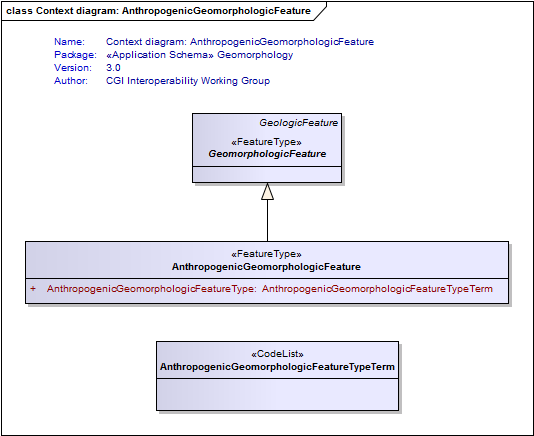 class Context diagram: AnthropogenicGeomorphologicFeature
Name: Context diagram: AnthropogenicGeomorphologicFeature
Package: «Application Schema» Geomorphology
Version: 3.0
Author: CGI Interoperability Working Group
GeologicFeature
«FeatureType»
GeomorphologicFeature
«FeatureType»
AnthropogenicGeomorphologicFeature
+ AnthropogenicGeomorphologicFeatureType: AnthropogenicGeomorphologicFeatureTypeTerm
«CodeList»
AnthropogenicGeomorphologicFeatureTypeTerm